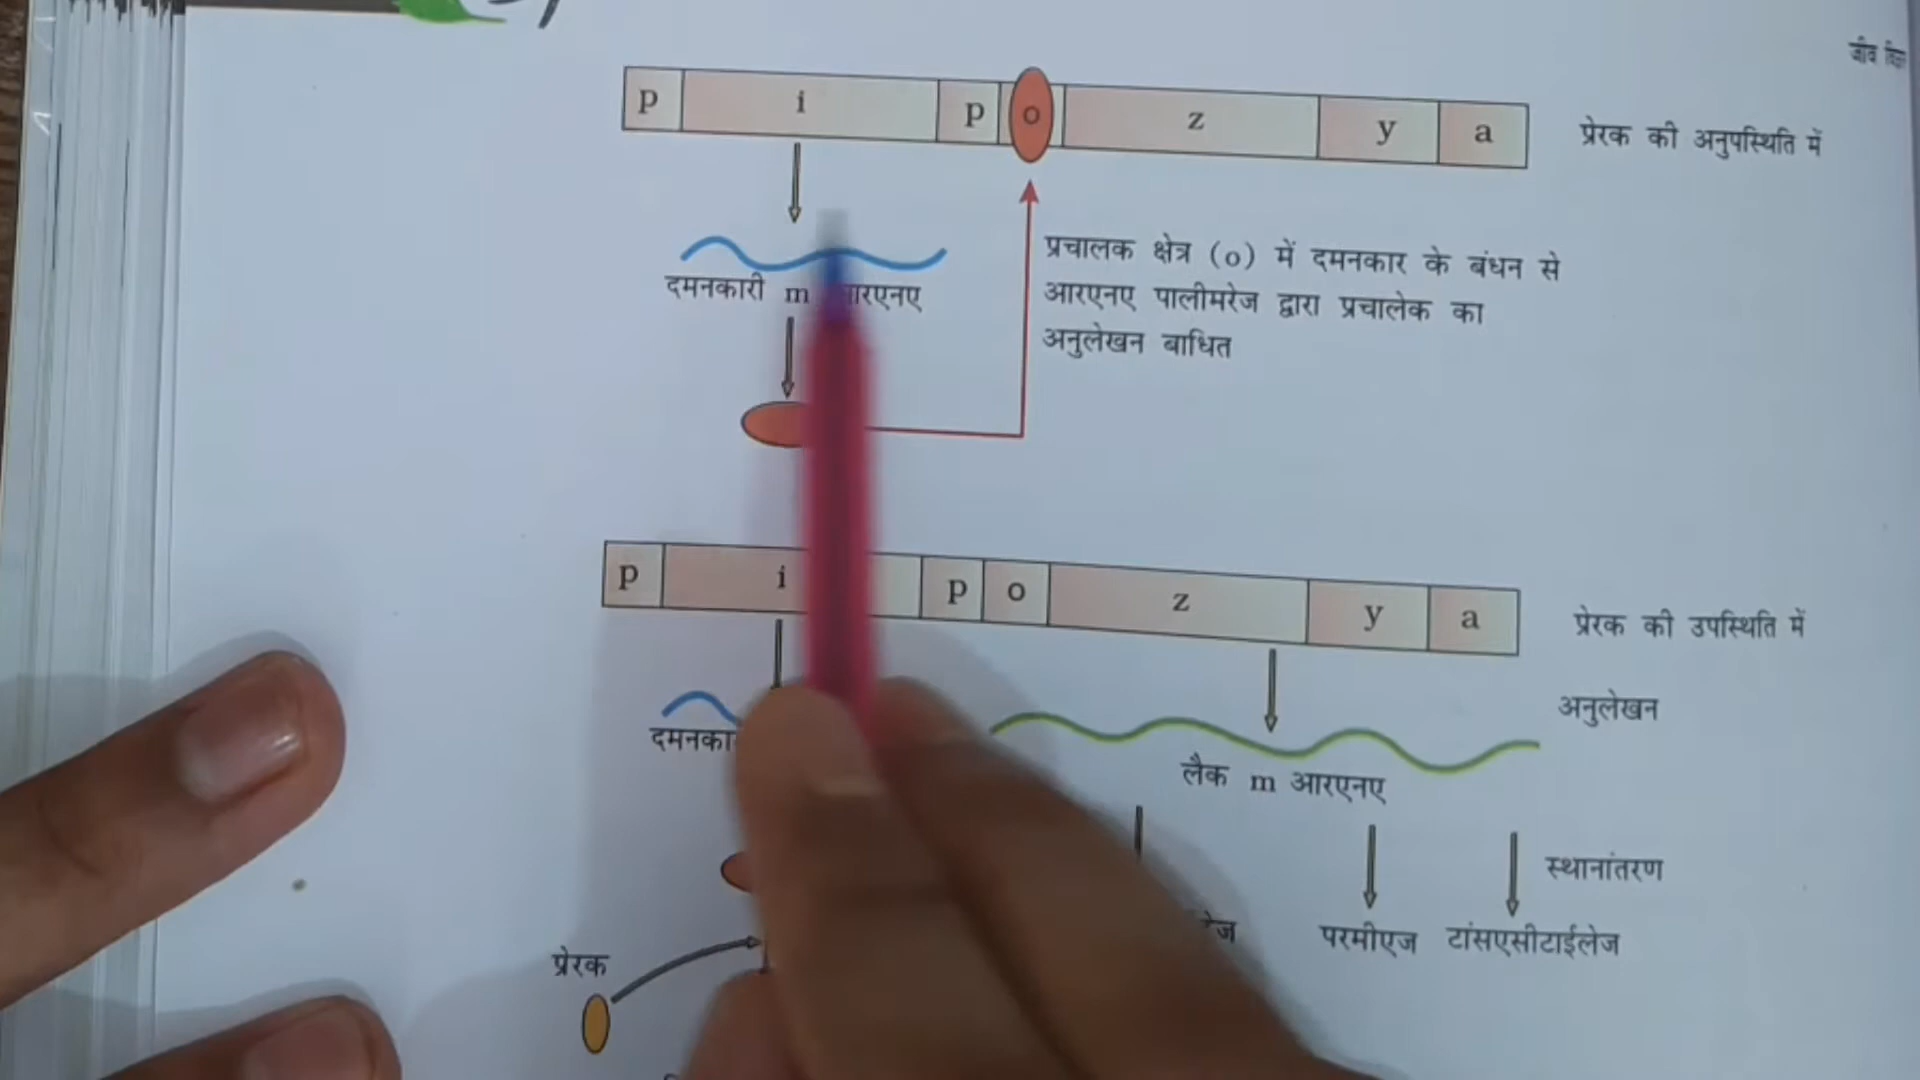 जीव
p i p o z y a
प्रेरक की अनुपस्थिति में
दमनकारी m आरएनए
प्रचालक क्षेत्र (o) में दमनकार के बंधन से
आरएनए पालीमरेज द्वारा प्रचालेक का
अनुलेखन बाधित
p i p o z y a
प्रेरक की उपस्थिति में
अनुलेखन
लैक m आरएनए
स्थानांतरण
परमीएज टांसएसीटाईलेज
प्रेरक